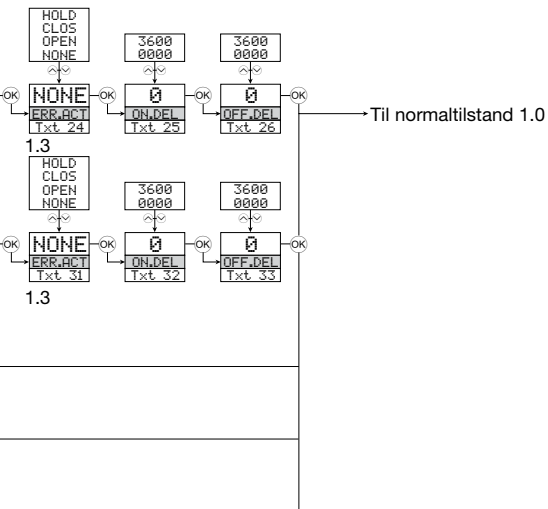 HOLD
CLOS
OPEN
NONE
3600
0000
3600
0000
OK NONE OK 0 OK 0 OK
ERR.ACT ON.DEL OFF.DEL
Txt 24 Txt 25 Txt 26
Til normaltilstand 1.0
1.3
HOLD
CLOS
OPEN
NONE
3600
0000
3600
0000
OK NONE OK 0 OK 0 OK
ERR.ACT ON.DEL OFF.DEL
Txt 31 Txt 32 Txt 33
1.3